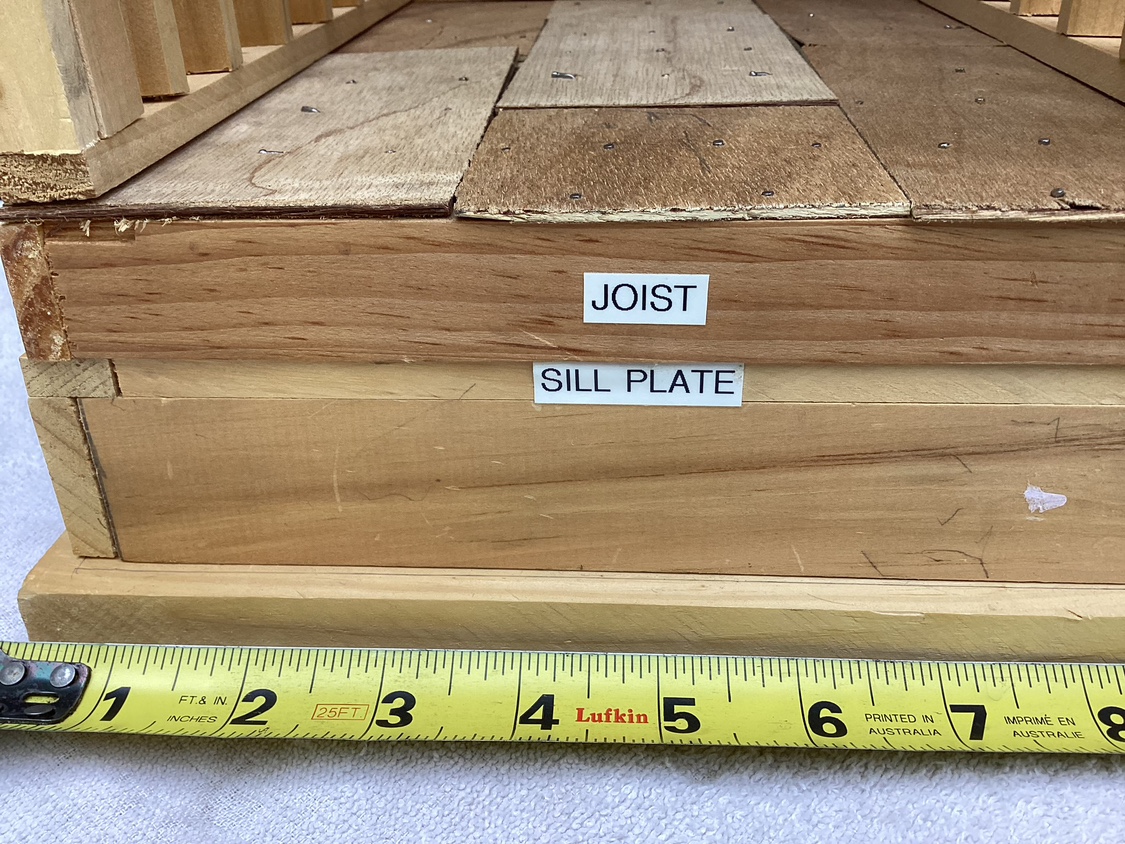 JOIST
SILL PLATE
1 FT.& IN. INCHES 2 25FT. 3 4 Lufkin 5 6 PRINTED IN AUSTRALIA 7 IMPRIMÉ EN AUSTRALIE 8